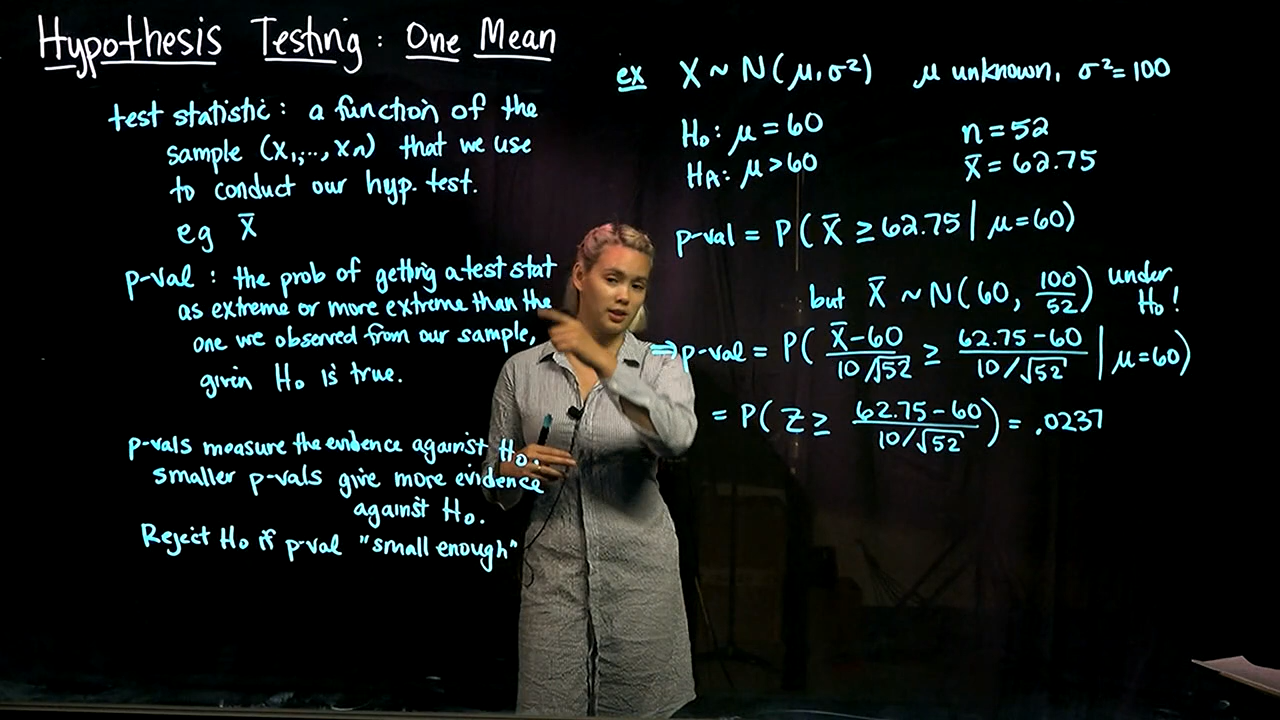 Hypothesis Testing: One Mean
test statistic: a function of the
sample (X₁,..., Xn) that we use
to conduct our hyp. test.
eg X̄
p-val: the prob of getting a test stat
as extreme or more extreme than the
one we observed from our sample,
given H₀ is true.
p-vals measure the evidence against H₀.
smaller p-vals give more evidence
against H₀.
Reject H₀ if p-val "small enough"
ex X ~ N(μ, σ²) μ unknown, σ² = 100
H₀: μ = 60 n = 52
HA: μ > 60 x̄ = 62.75
p-val = P( X̄ ≥ 62.75 | μ = 60)
but X̄ ~ N(60, 100/52) under H₀!
⇒ p-val = P( (X̄ - 60)/(10/√52) ≥ (62.75 - 60)/(10/√52) | μ = 60)
= P( Z ≥ (62.75 - 60)/(10/√52) ) = .0237